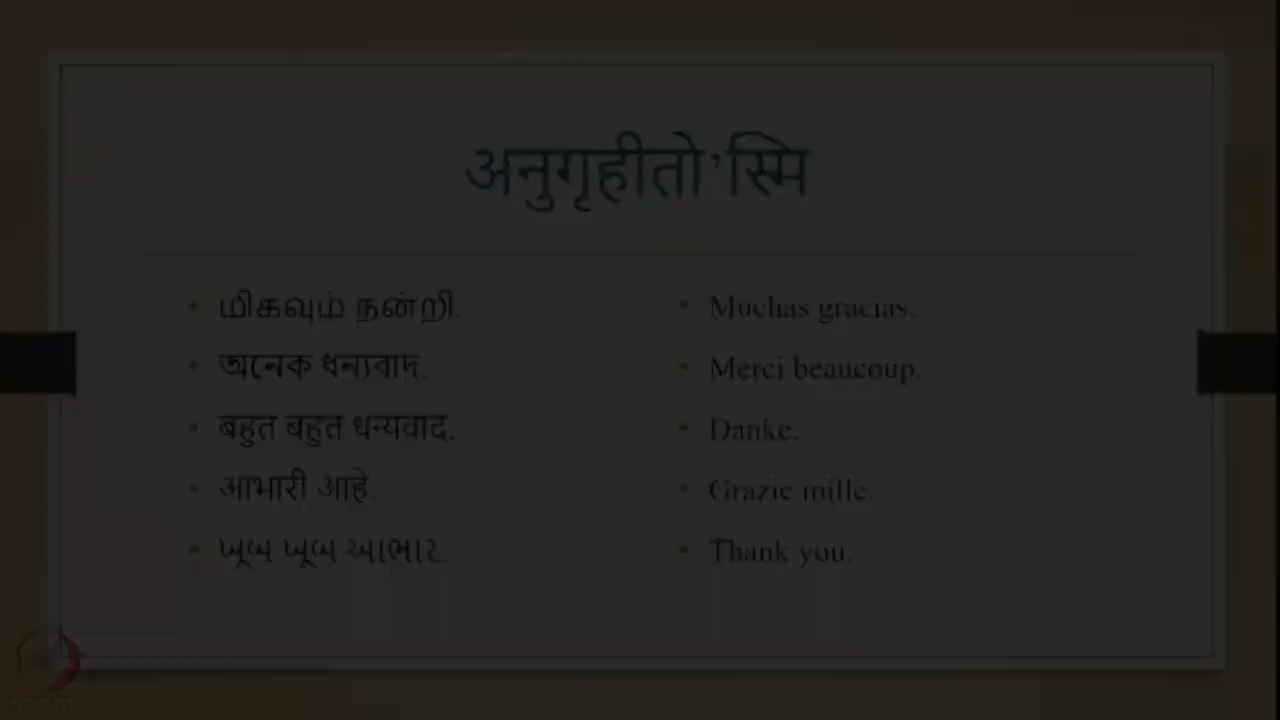 अनुगृहीतो’स्मि
மிகவும் நன்றி.
অনেক ধন্যবাদ.
बहुत बहुत धन्यवाद.
आभारी आहे.
ખૂબ ખૂબ આભાર.
Muchas gracias.
Merci beaucoup.
Danke.
Grazie mille.
Thank you.